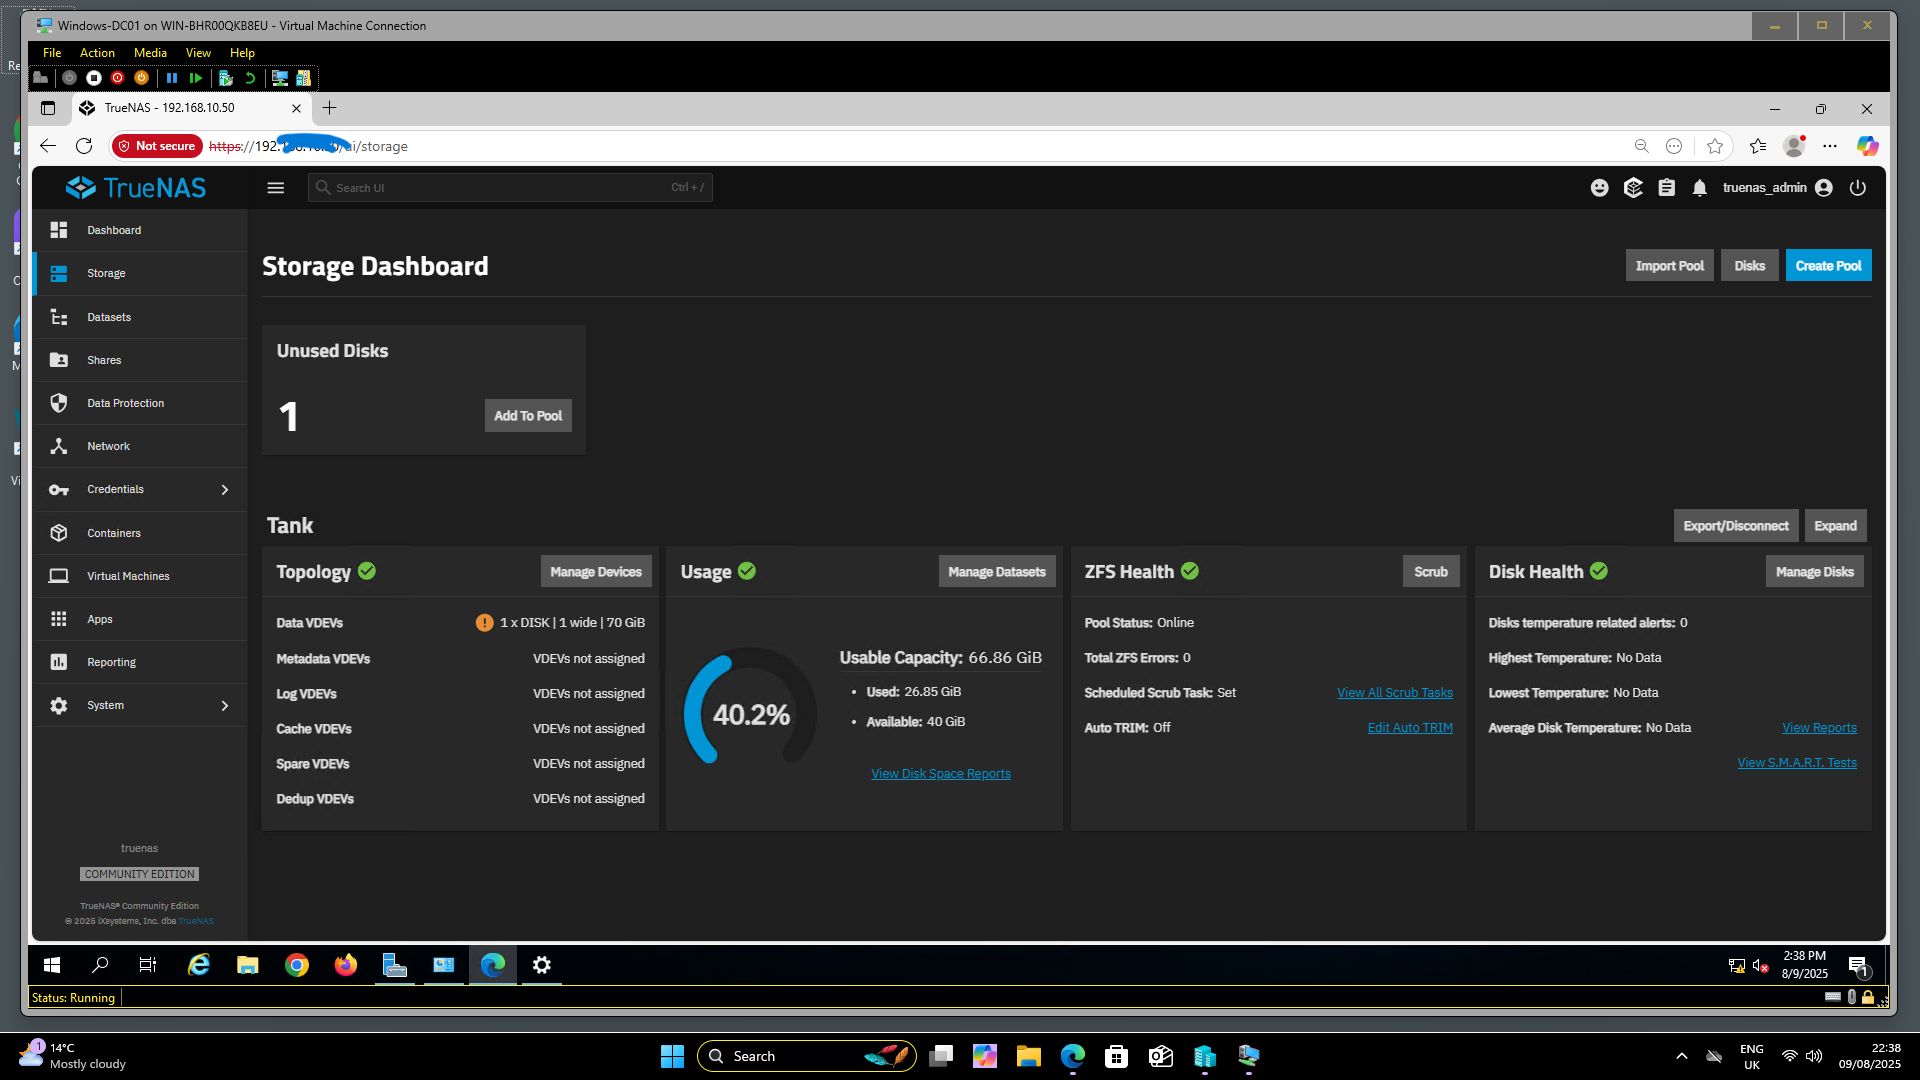 Windows-DC01 on WIN-BHR00QKB8EU - Virtual Machine Connection
File Action Media View Help
TrueNAS - 192.168.10.50
Not secure https://192. /ui/storage
TrueNAS
Search UI Ctrl + /
truenas_admin
Dashboard
Storage
Datasets
Shares
Data Protection
Network
Credentials
Containers
Virtual Machines
Apps
Reporting
System
truenas
COMMUNITY EDITION
TrueNAS® Community Edition
© 2025 iXsystems, Inc. dba TrueNAS
Storage Dashboard
Import Pool Disks Create Pool
Unused Disks
1
Add To Pool
Tank
Export/Disconnect Expand
Topology
Manage Devices
Data VDEVs 1 x DISK | 1 wide | 70 GiB
Metadata VDEVs VDEVs not assigned
Log VDEVs VDEVs not assigned
Cache VDEVs VDEVs not assigned
Spare VDEVs VDEVs not assigned
Dedup VDEVs VDEVs not assigned
Usage
Manage Datasets
40.2%
Usable Capacity: 66.86 GiB
• Used: 26.85 GiB
• Available: 40 GiB
View Disk Space Reports
ZFS Health
Scrub
Pool Status: Online
Total ZFS Errors: 0
Scheduled Scrub Task: Set View All Scrub Tasks
Auto TRIM: Off Edit Auto TRIM
Disk Health
Manage Disks
Disks temperature related alerts: 0
Highest Temperature: No Data
Lowest Temperature: No Data
Average Disk Temperature: No Data View Reports
View S.M.A.R.T. Tests
2:38 PM
8/9/2025
1
Status: Running
1
14°C
Mostly cloudy
Search
ENG
UK
22:38
09/08/2025